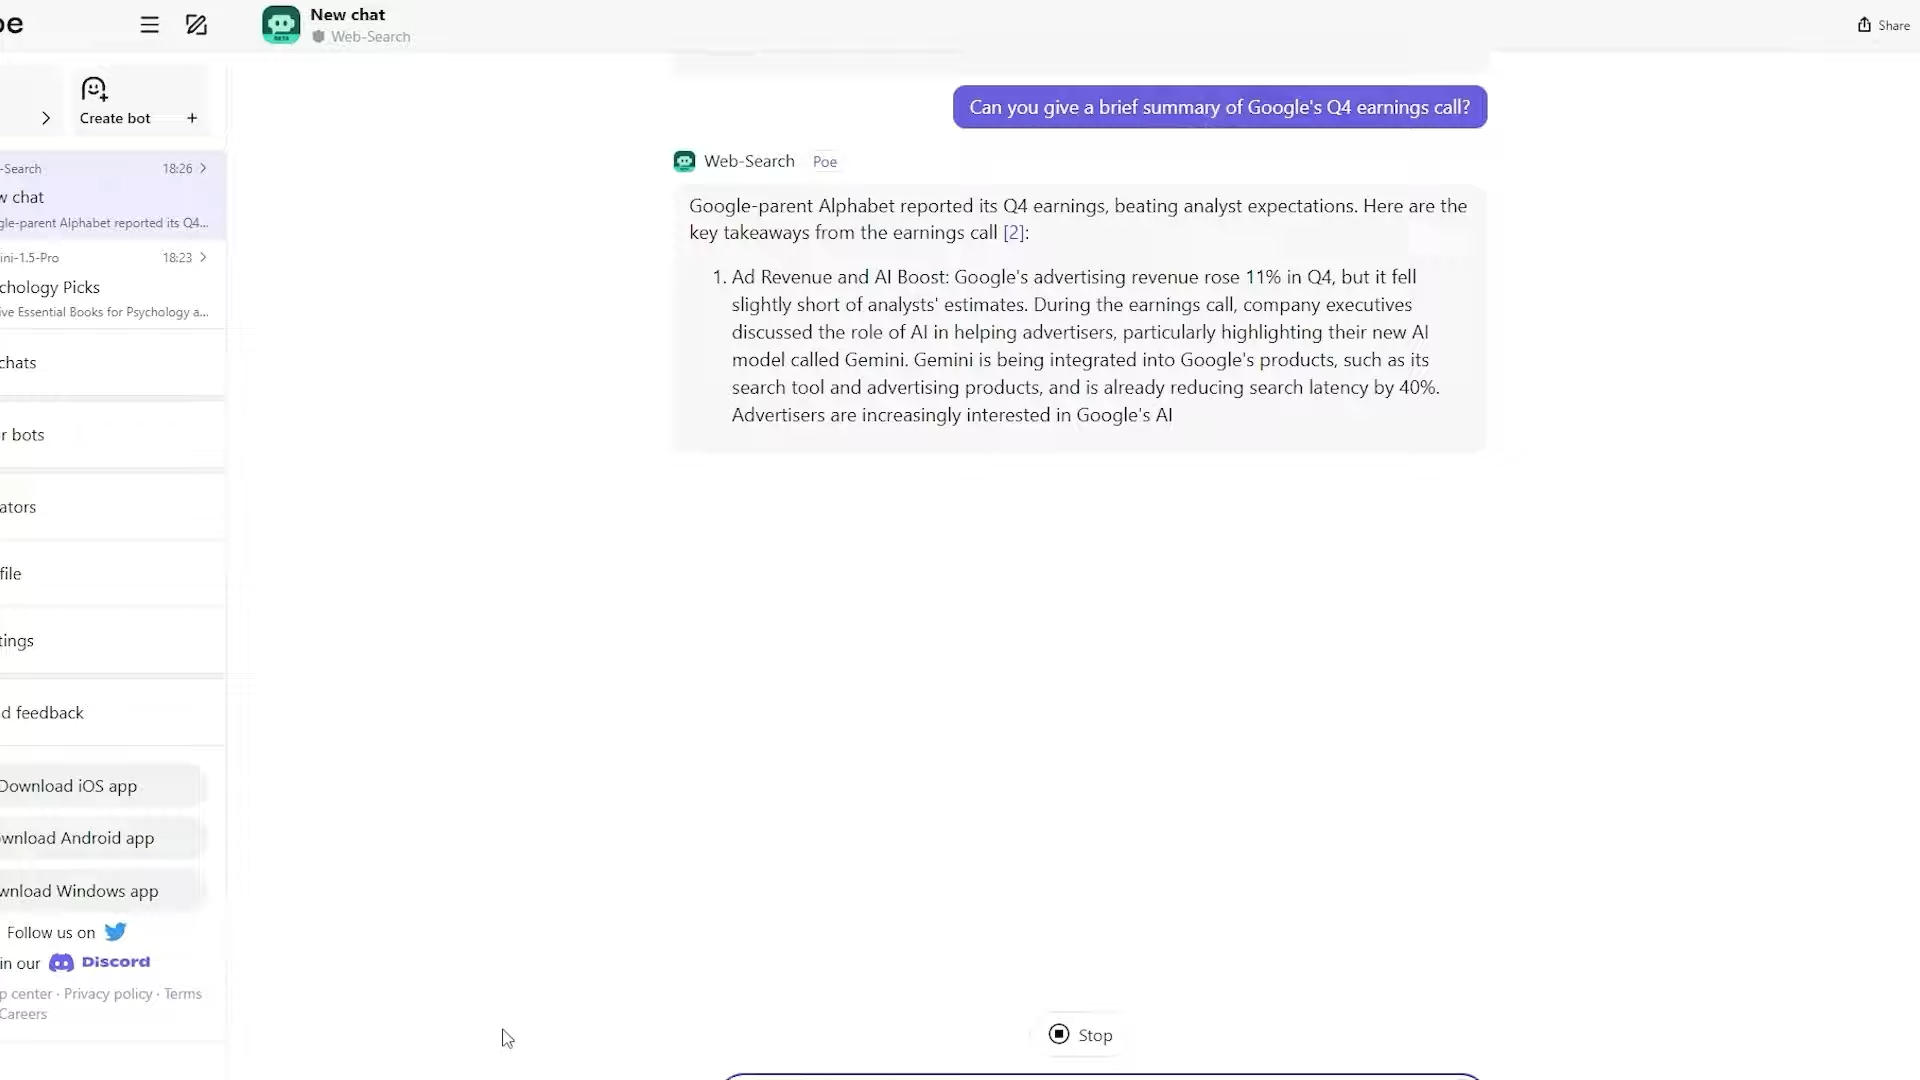 oe
New chat
Web-Search
Share
Create bot
+
-Search 18:26
w chat
gle-parent Alphabet reported its Q4...
ini-1.5-Pro 18:23
chology Picks
ive Essential Books for Psychology a...
chats
r bots
ators
file
tings
d feedback
Download iOS app
ownload Android app
wnload Windows app
Follow us on
in our Discord
p center · Privacy policy · Terms
Careers
Can you give a brief summary of Google's Q4 earnings call?
Web-Search Poe
Google-parent Alphabet reported its Q4 earnings, beating analyst expectations. Here are the
key takeaways from the earnings call [2]:
1. Ad Revenue and AI Boost: Google's advertising revenue rose 11% in Q4, but it fell
slightly short of analysts' estimates. During the earnings call, company executives
discussed the role of AI in helping advertisers, particularly highlighting their new AI
model called Gemini. Gemini is being integrated into Google's products, such as its
search tool and advertising products, and is already reducing search latency by 40%.
Advertisers are increasingly interested in Google's AI
Stop